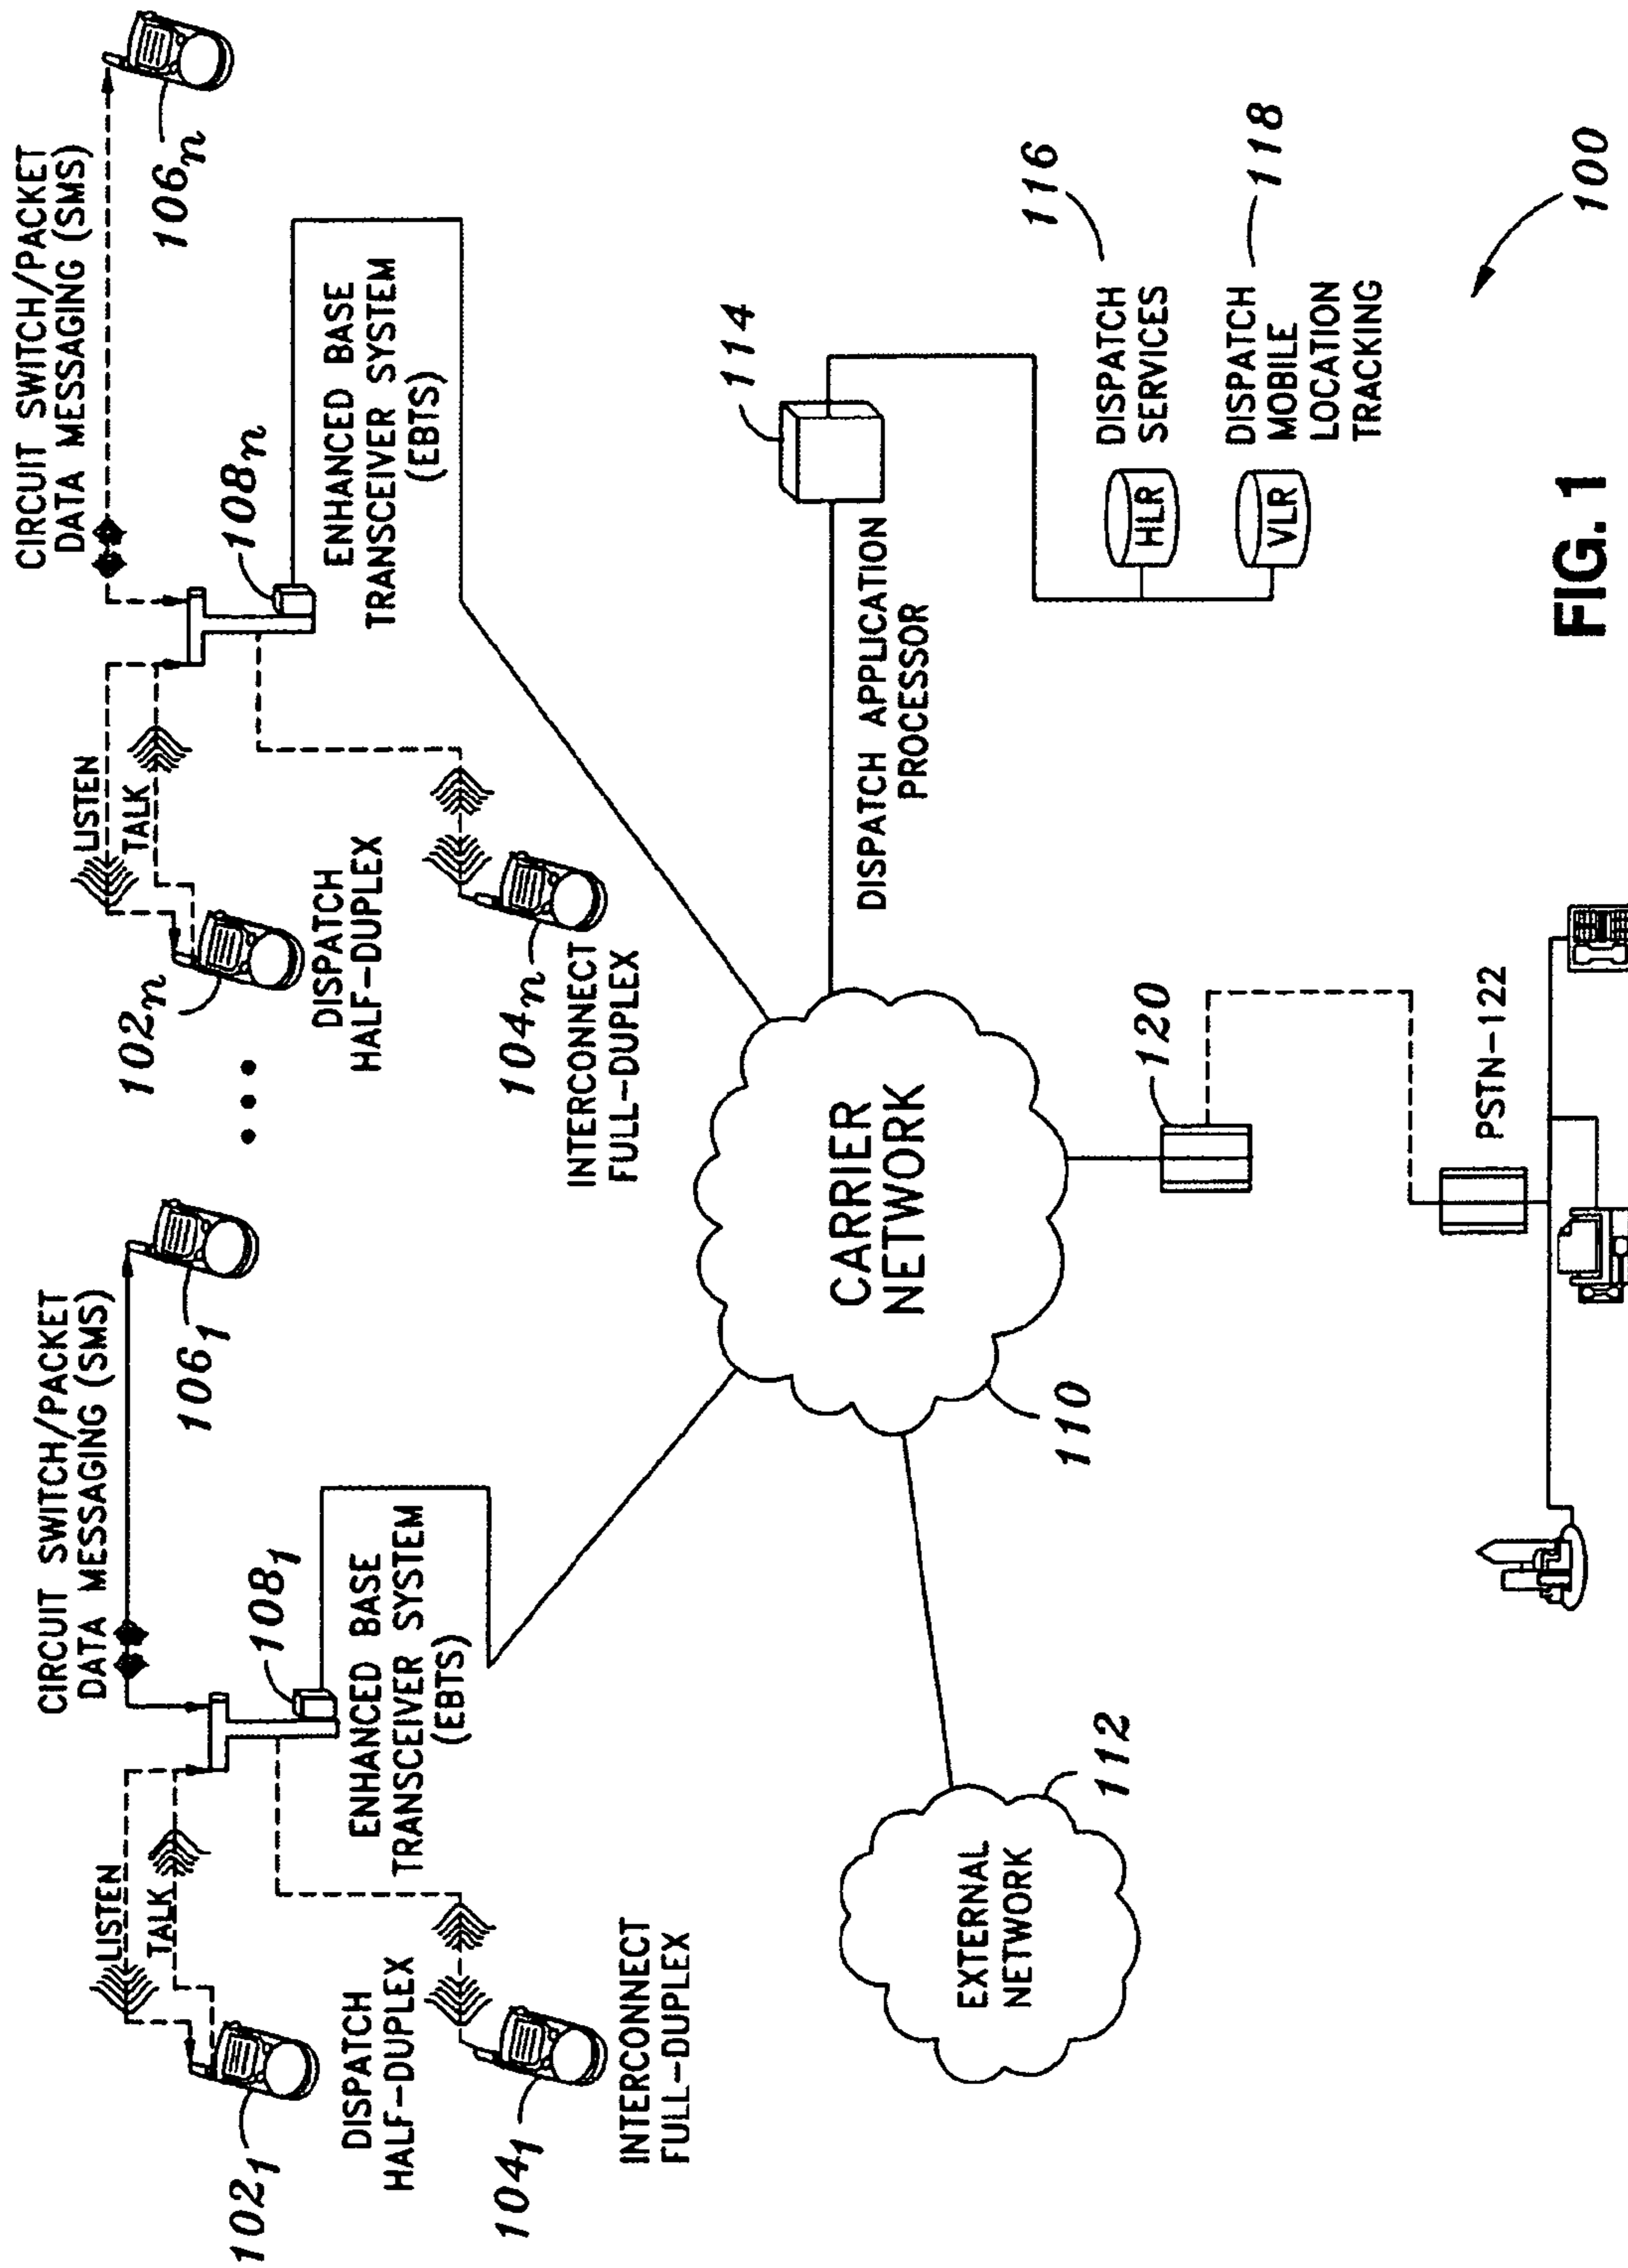 CIRCUIT SWITCH/PACKET
DATA MESSAGING (SMS)
LISTEN
TALK
102₁
DISPATCH
HALF-DUPLEX
104₁
INTERCONNECT
FULL-DUPLEX
106₁
108₁
ENHANCED BASE
TRANSCEIVER SYSTEM
(EBTS)
CIRCUIT SWITCH/PACKET
DATA MESSAGING (SMS)
LISTEN
TALK
102ₙ
DISPATCH
HALF-DUPLEX
104ₙ
INTERCONNECT
FULL-DUPLEX
106ₙ
108ₙ
ENHANCED BASE
TRANSCEIVER SYSTEM
(EBTS)
EXTERNAL
NETWORK
112
CARRIER
NETWORK
110
DISPATCH APPLICATION
PROCESSOR
114
HLR
DISPATCH
SERVICES
116
VLR
DISPATCH
MOBILE
LOCATION
TRACKING
118
120
PSTN-122
100
FIG. 1